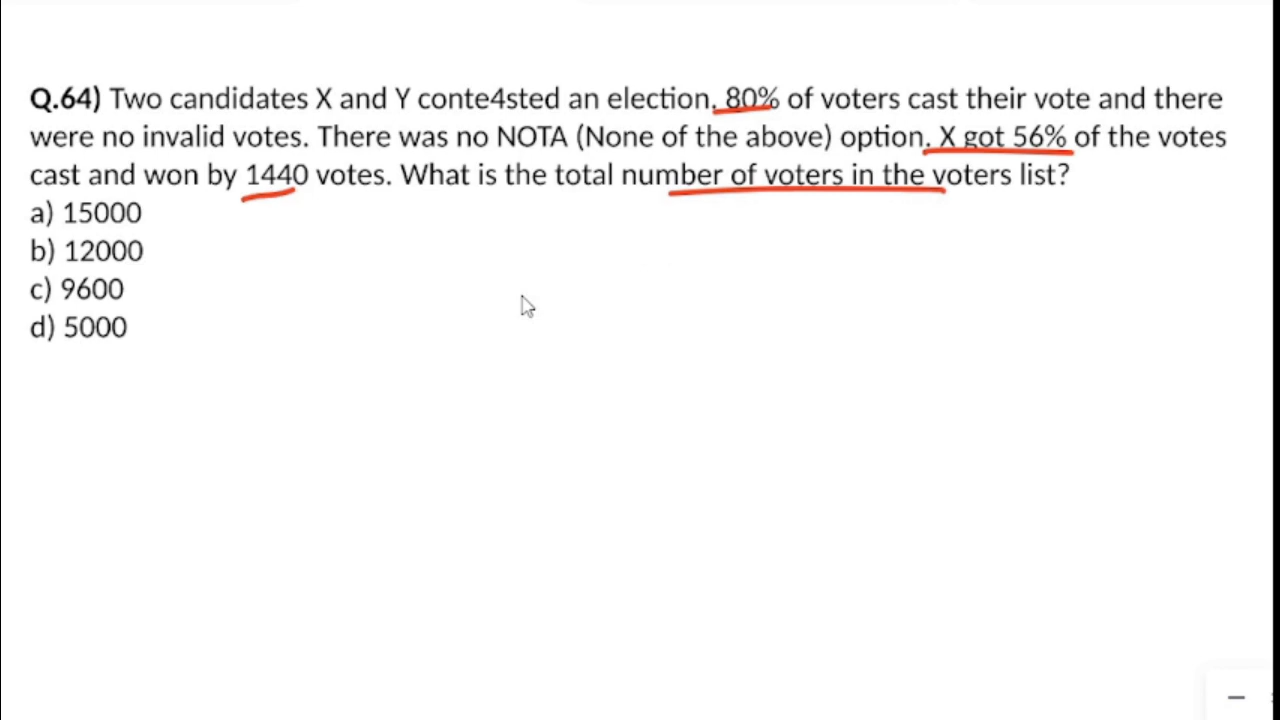 Q.64) Two candidates X and Y conte4sted an election. 80% of voters cast their vote and there
were no invalid votes. There was no NOTA (None of the above) option. X got 56% of the votes
cast and won by 1440 votes. What is the total number of voters in the voters list?
a) 15000
b) 12000
c) 9600
d) 5000